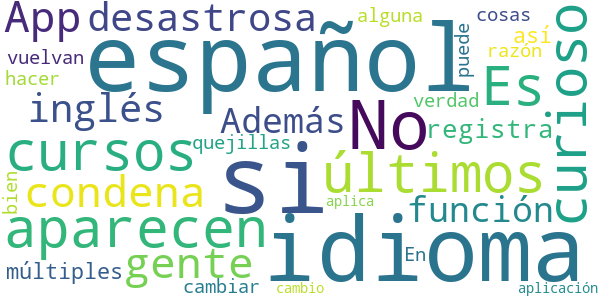 App desastrosa alguna cosas
vuelvan español puede Es así razón curioso
hacer
inglés Además No verdad
quejillas registra
cursos si últimos
bien condena aplica función
aparecen idioma
múltiples gente En
cambiar cambio aplicación